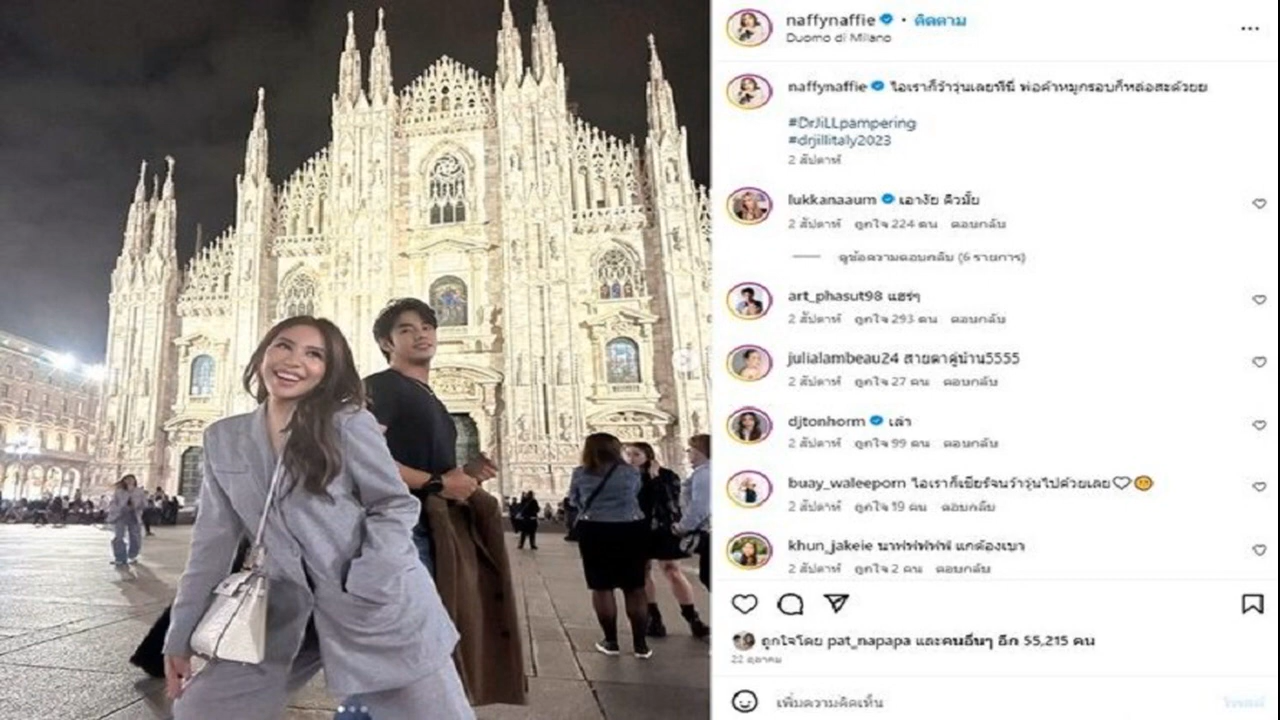 naffynaffie • ติดตาม
Duomo di Milano
naffynaffie ไอเราก็ว้าวุ่นเลยทีนี้ พ่อค้าหมูกรอบก็หล่อสะด้วยย
#DrJiLLpampering
#drjillitaly2023
2 สัปดาห์
lukkanaaum เอางัย คิวมั้ย
2 สัปดาห์ ถูกใจ 224 คน ตอบกลับ
ดูข้อความตอบกลับ (6 รายการ)
art_phasut98 แฮร่ๆ
2 สัปดาห์ ถูกใจ 293 คน ตอบกลับ
julialambeau24 สายตาคู่บ้าน5555
2 สัปดาห์ ถูกใจ 27 คน ตอบกลับ
djtonhorm เล่า
2 สัปดาห์ ถูกใจ 99 คน ตอบกลับ
buay_waleeporn ไอเราก็เชียร์จนว้าวุ่นไปด้วยเลย
2 สัปดาห์ ถูกใจ 19 คน ตอบกลับ
khun_jakeie นาฟฟฟฟฟ์ แกต้องเบา
2 สัปดาห์ ถูกใจ 2 คน ตอบกลับ
ถูกใจโดย pat_napapa และคนอื่นๆ อีก 55,215 คน
22 ตุลาคม
เพิ่มความคิดเห็น
โพสต์